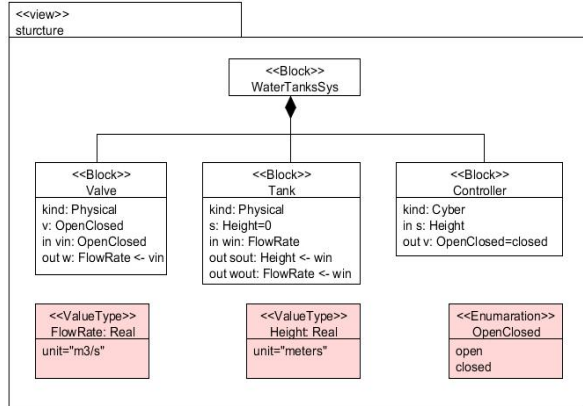 <<view>>
sturcture
<<Block>>
WaterTanksSys
<<Block>>
Valve
kind: Physical
v: OpenClosed
in vin: OpenClosed
out w: FlowRate <- vin
<<Block>>
Tank
kind: Physical
s: Height=0
in win: FlowRate
out sout: Height <- win
out wout: FlowRate <- win
<<Block>>
Controller
kind: Cyber
in s: Height
out v: OpenClosed=closed
<<ValueType>>
FlowRate: Real
unit="m3/s"
<<ValueType>>
Height: Real
unit="meters"
<<Enumaration>>
OpenClosed
open
closed